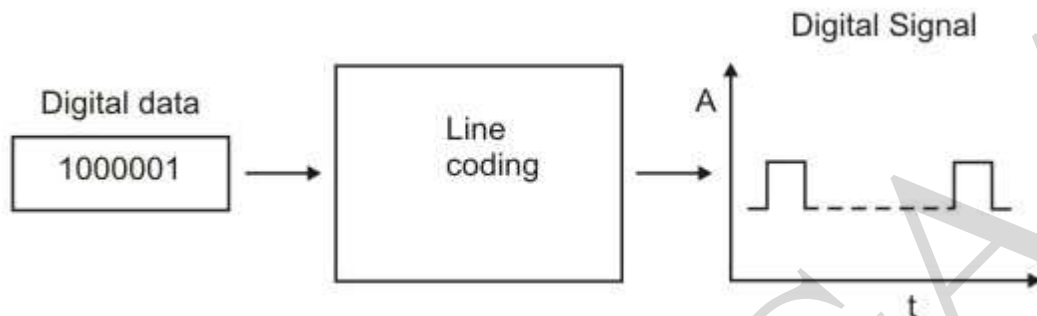 Digital Signal
Digital data
1000001
Line
coding
A
t